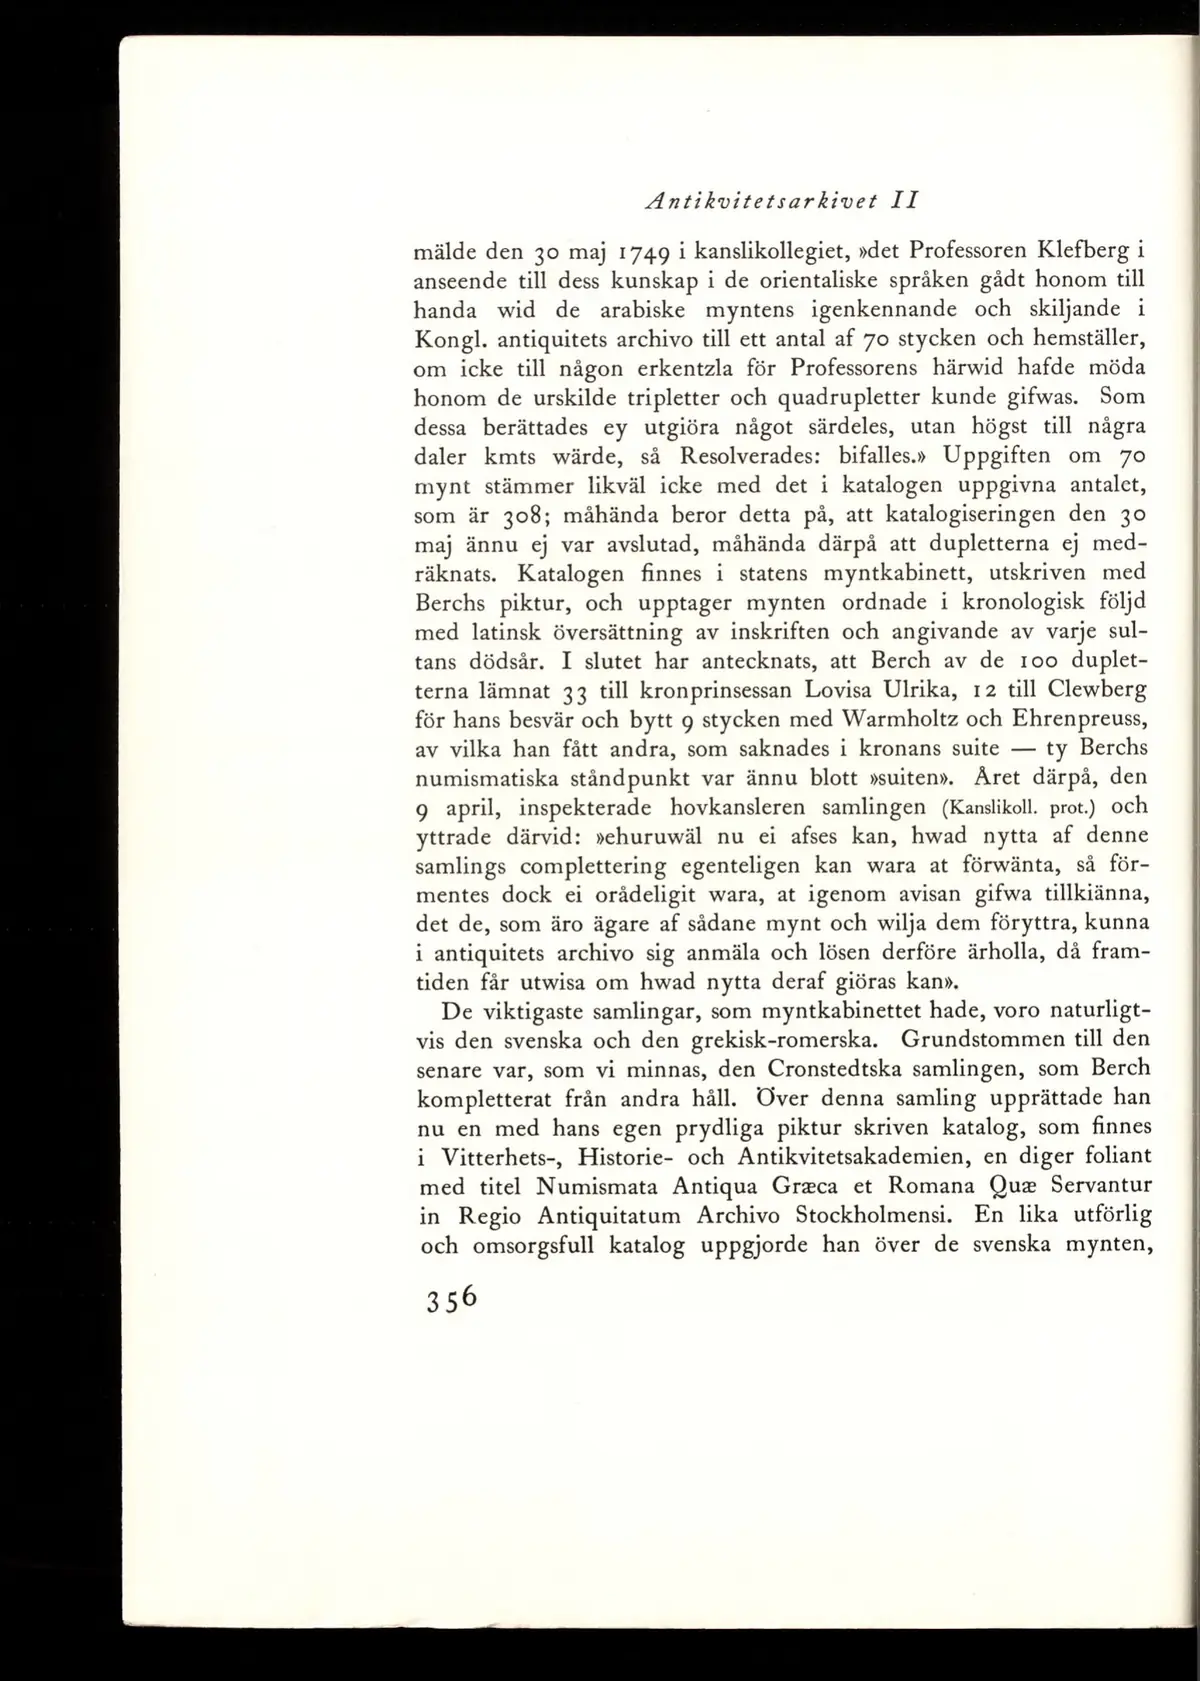 Antikvitetsarkivet II
mälde den 30 maj 1749 i kanslikollegiet, »det Professoren Klefberg i
anseende till dess kunskap i de orientaliske språken gådt honom till
handa wid de arabiske myntens igenkennande och skiljande i
Kongl. antiquitets archivo till ett antal af 70 stycken och hemställer,
om icke till någon erkentzla för Professorens härwid hafde möda
honom de urskilde tripletter och quadrupletter kunde gifwas. Som
dessa berättades ey utgiöra något särdeles, utan högst till några
daler kmts wärde, så Resolverades: bifalles.» Uppgiften om 70
mynt stämmer likväl icke med det i katalogen uppgivna antalet,
som är 308; måhända beror detta på, att katalogiseringen den 30
maj ännu ej var avslutad, måhända därpå att dupletterna ej med-
räknats. Katalogen finnes i statens myntkabinett, utskriven med
Berchs piktur, och upptager mynten ordnade i kronologisk följd
med latinsk översättning av inskriften och angivande av varje sul-
tans dödsår. I slutet har antecknats, att Berch av de 100 duplet-
terna lämnat 33 till kronprinsessan Lovisa Ulrika, 12 till Clewberg
för hans besvär och bytt 9 stycken med Warmholtz och Ehrenpreuss,
av vilka han fått andra, som saknades i kronans suite — ty Berchs
numismatiska ståndpunkt var ännu blott »suiten». Året därpå, den
9 april, inspekterade hovkansleren samlingen (Kanslikoll. prot.) och
yttrade därvid: »ehuruwäl nu ei afses kan, hwad nytta af denne
samlings complettering egenteligen kan wara at förwänta, så för-
mentes dock ei orådeligit wara, at igenom avisan gifwa tillkiänna,
det de, som äro ägare af sådane mynt och wilja dem föryttra, kunna
i antiquitets archivo sig anmäla och lösen derföre ärholla, då fram-
tiden får utwisa om hwad nytta deraf giöras kan».
De viktigaste samlingar, som myntkabinettet hade, voro naturligt-
vis den svenska och den grekisk-romerska. Grundstommen till den
senare var, som vi minnas, den Cronstedtska samlingen, som Berch
kompletterat från andra håll. Över denna samling upprättade han
nu en med hans egen prydliga piktur skriven katalog, som finnes
i Vitterhets-, Historie- och Antikvitetsakademien, en diger foliant
med titel Numismata Antiqua Græca et Romana Quæ Servantur
in Regio Antiquitatum Archivo Stockholmensi. En lika utförlig
och omsorgsfull katalog uppgjorde han över de svenska mynten,
356